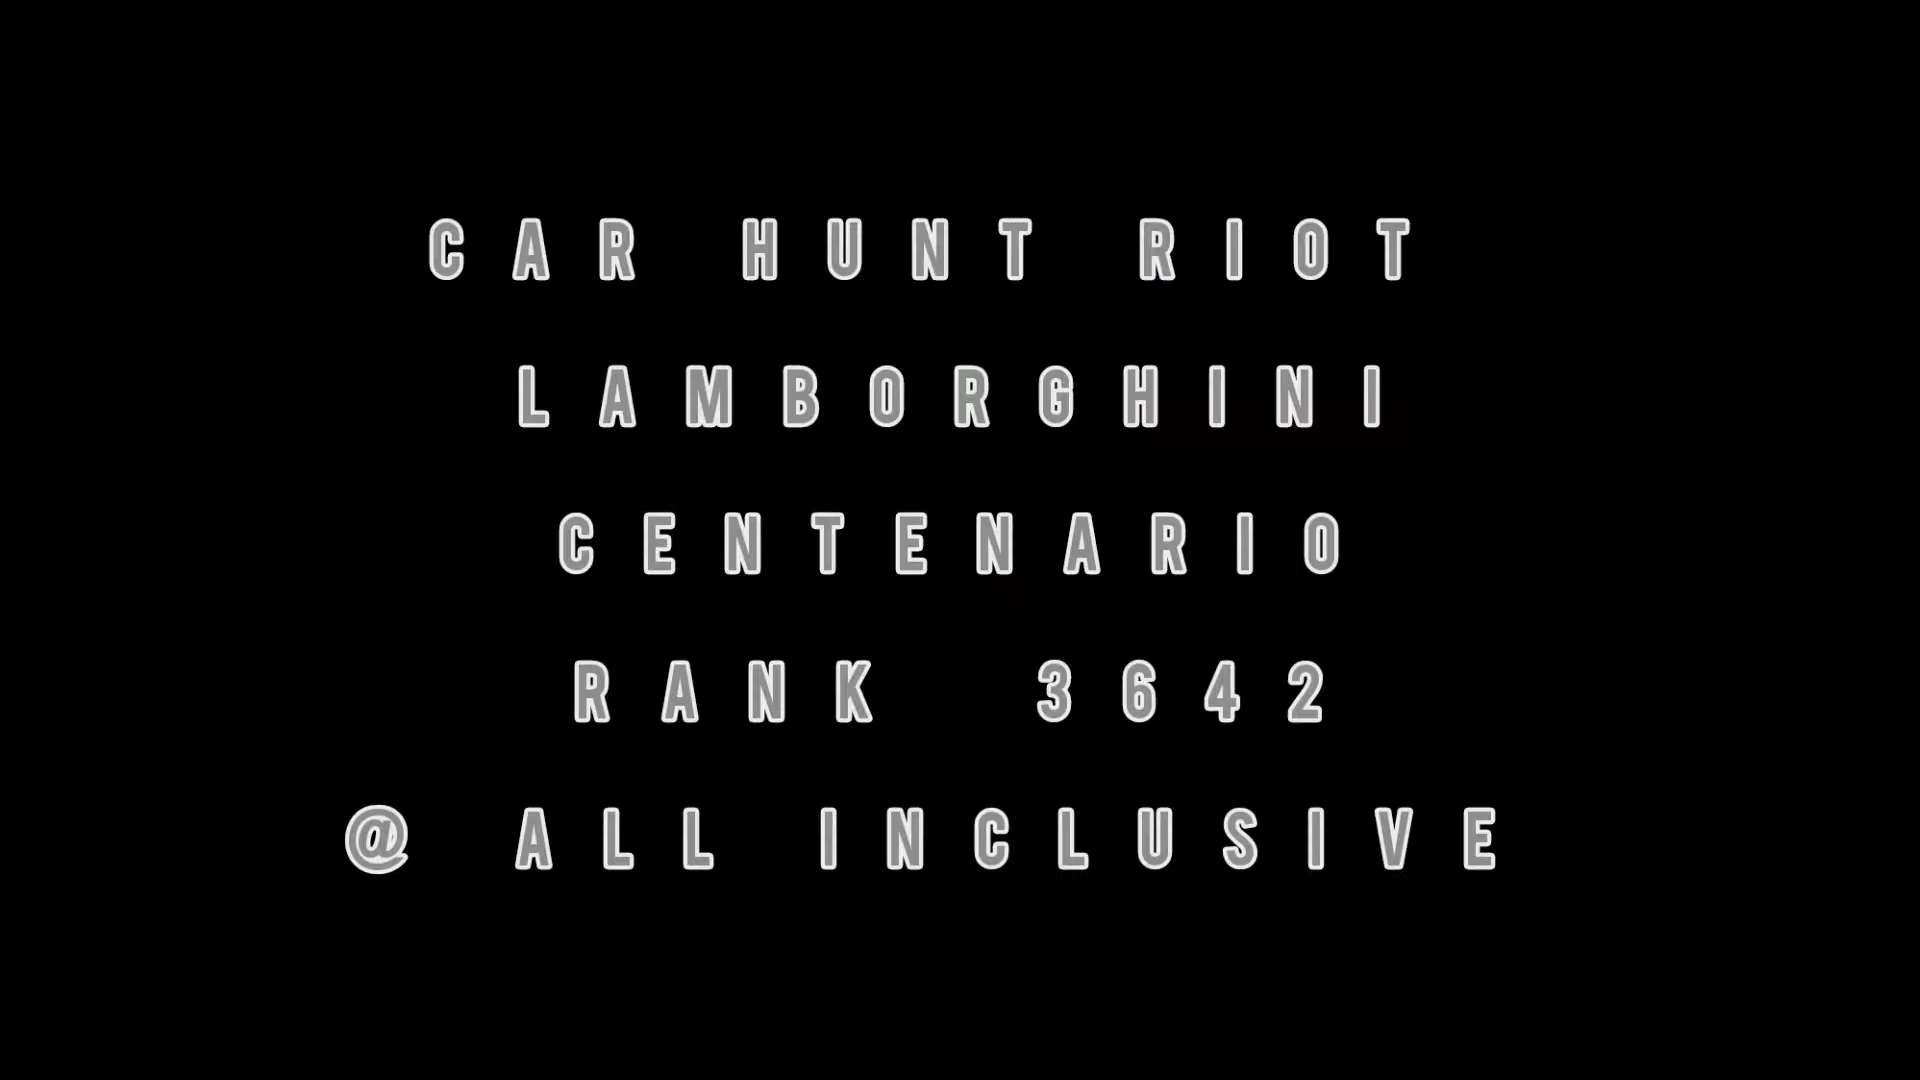 CAR HUNT RIOT
LAMBORGHINI
CENTENARIO
RANK 3642
@ ALL INCLUSIVE